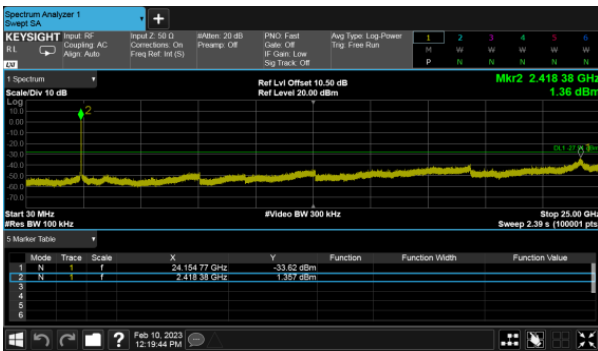 Spectrum Analyzer 1
Swept SA
+
KEYSIGHT Input: RF Input Z: 50 Ω #Atten: 20 dB PNO: Fast Avg Type: Log-Power 1 2 3 4 5 6
RL Coupling: AC Corrections: On Preamp: Off Gate: Off Trig: Free Run M W W W W W
Align: Auto Freq Ref: Int (S) IF Gain: Low P N N N N N
LXI Sig Track: Off
1 Spectrum Ref Lvl Offset 10.50 dB Mkr2 2.418 38 GHz
Scale/Div 10 dB Ref Level 20.00 dBm 1.36 dBm
Log
10.0 2
0.00
-10.0
-20.0
-30.0
-40.0
-50.0
-60.0
-70.0
Start 30 MHz #Video BW 300 kHz Stop 25.00 GHz
#Res BW 100 kHz Sweep 2.39 s (100001 pts
5 Marker Table
Mode Trace Scale X Y Function Function Width Function Value
1 N 1 f 24.154 77 GHz -33.62 dBm
2 N 1 f 2.418 38 GHz 1.357 dBm
3
4
5
6
? Feb 10, 2023
12:19:44 PM